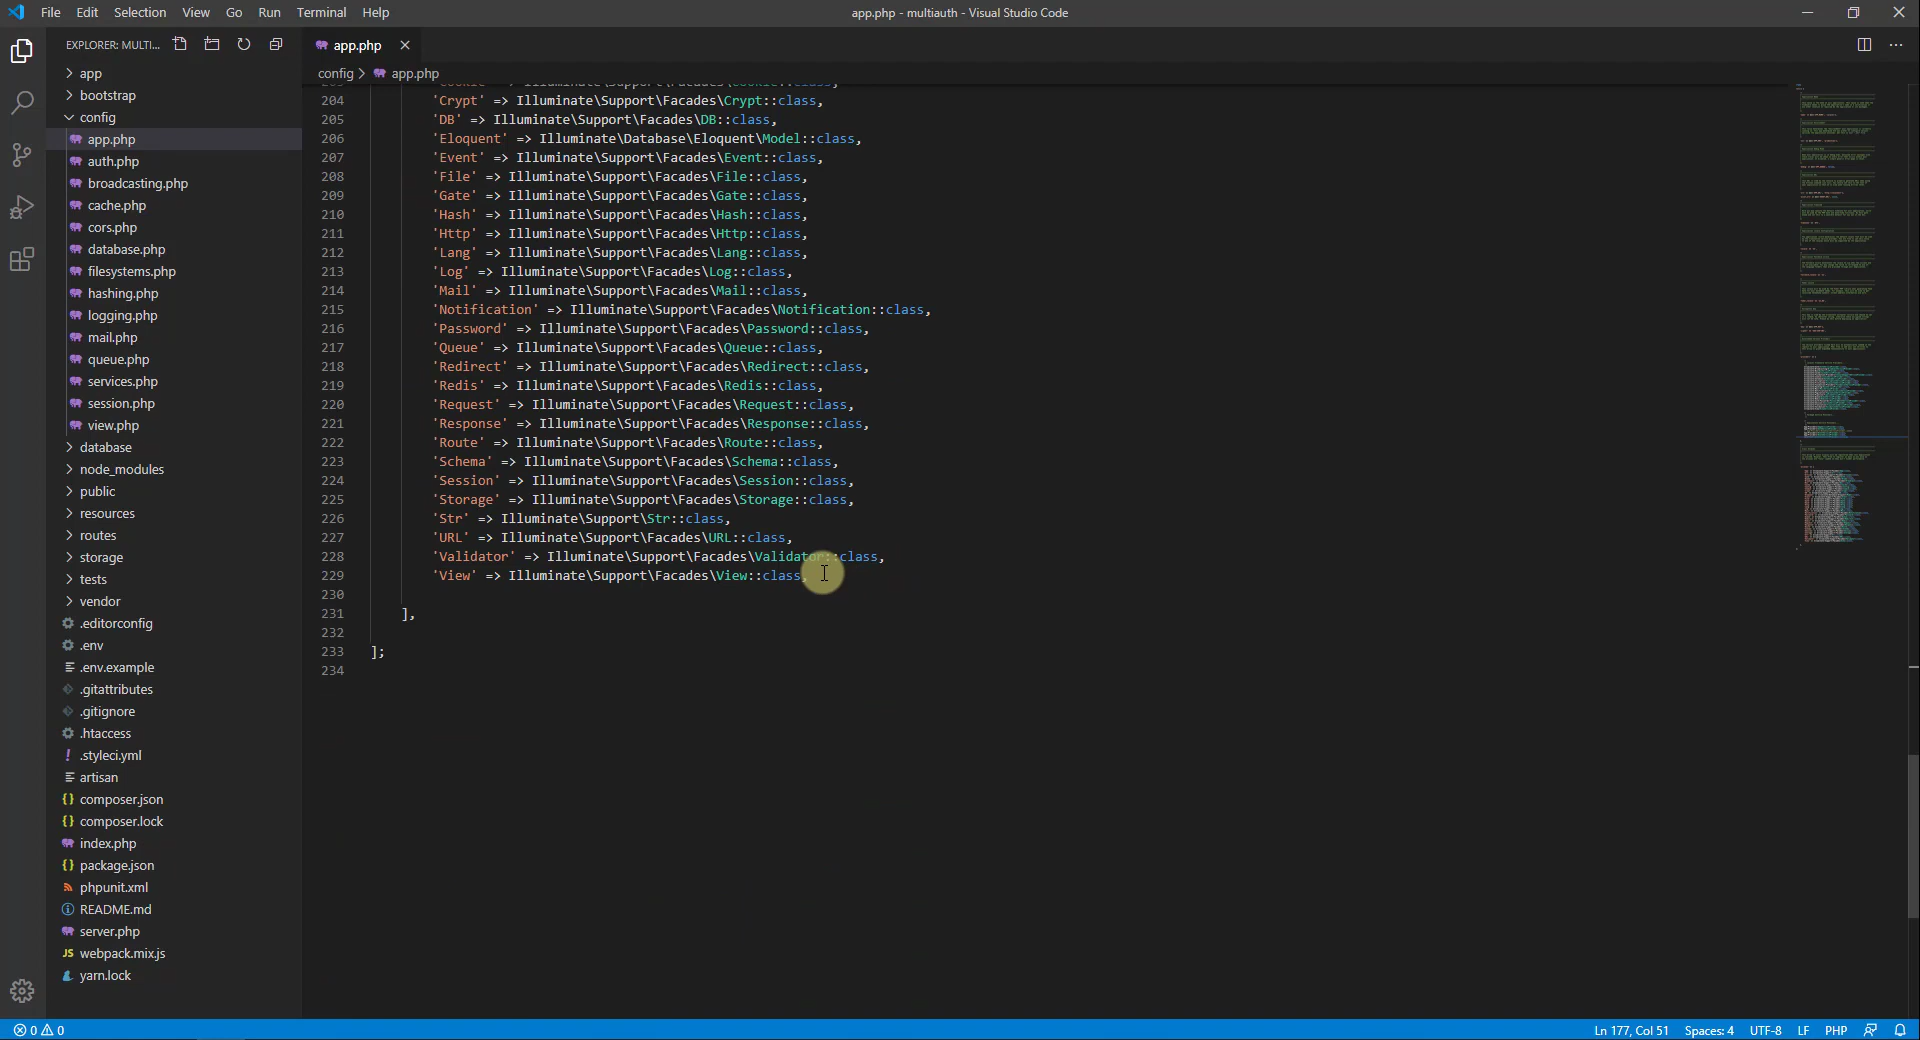 File Edit Selection View Go Run Terminal Help
app.php - multiauth - Visual Studio Code
EXPLORER: MULTI...
app
bootstrap
config
app.php
auth.php
broadcasting.php
cache.php
cors.php
database.php
filesystems.php
hashing.php
logging.php
mail.php
queue.php
services.php
session.php
view.php
database
node_modules
public
resources
routes
storage
tests
vendor
.editorconfig
.env
.env.example
.gitattributes
.gitignore
.htaccess
! .styleci.yml
artisan
{} composer.json
{} composer.lock
index.php
{} package.json
phpunit.xml
README.md
server.php
JS webpack.mix.js
yarn.lock
app.php
config > app.php
204 'Crypt' => Illuminate\Support\Facades\Crypt::class,
205 'DB' => Illuminate\Support\Facades\DB::class,
206 'Eloquent' => Illuminate\Database\Eloquent\Model::class,
207 'Event' => Illuminate\Support\Facades\Event::class,
208 'File' => Illuminate\Support\Facades\File::class,
209 'Gate' => Illuminate\Support\Facades\Gate::class,
210 'Hash' => Illuminate\Support\Facades\Hash::class,
211 'Http' => Illuminate\Support\Facades\Http::class,
212 'Lang' => Illuminate\Support\Facades\Lang::class,
213 'Log' => Illuminate\Support\Facades\Log::class,
214 'Mail' => Illuminate\Support\Facades\Mail::class,
215 'Notification' => Illuminate\Support\Facades\Notification::class,
216 'Password' => Illuminate\Support\Facades\Password::class,
217 'Queue' => Illuminate\Support\Facades\Queue::class,
218 'Redirect' => Illuminate\Support\Facades\Redirect::class,
219 'Redis' => Illuminate\Support\Facades\Redis::class,
220 'Request' => Illuminate\Support\Facades\Request::class,
221 'Response' => Illuminate\Support\Facades\Response::class,
222 'Route' => Illuminate\Support\Facades\Route::class,
223 'Schema' => Illuminate\Support\Facades\Schema::class,
224 'Session' => Illuminate\Support\Facades\Session::class,
225 'Storage' => Illuminate\Support\Facades\Storage::class,
226 'Str' => Illuminate\Support\Str::class,
227 'URL' => Illuminate\Support\Facades\URL::class,
228 'Validator' => Illuminate\Support\Facades\Validator::class,
229 'View' => Illuminate\Support\Facades\View::class,
230
231 ],
232
233 ];
234
0 0
Ln 177, Col 51 Spaces: 4 UTF-8 LF PHP